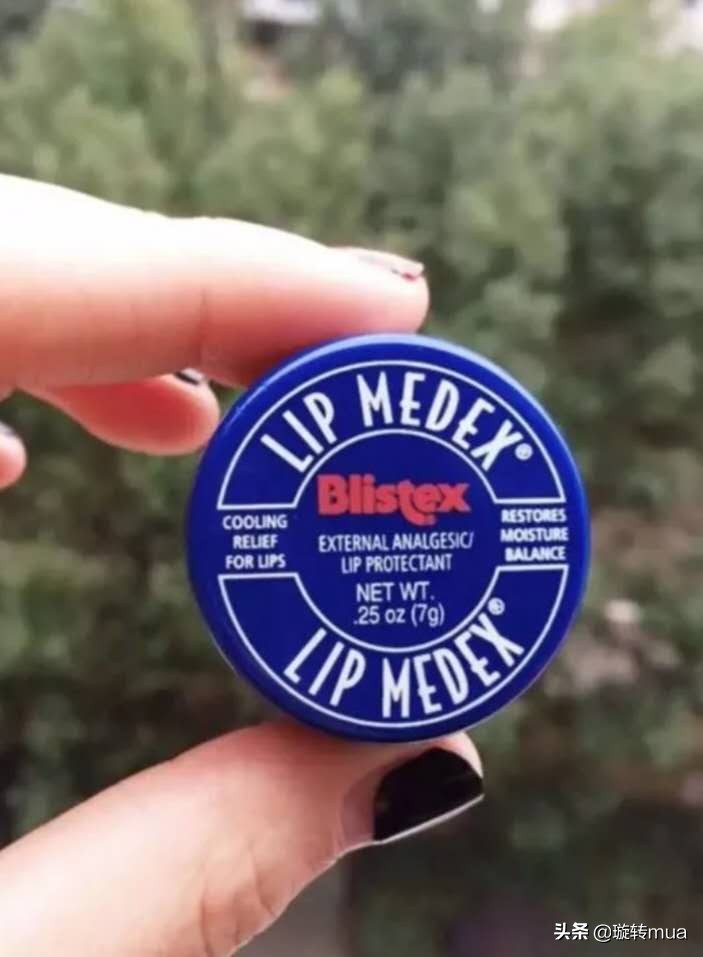 LIP MEDEX®
Blistex
COOLING
RELIEF
FOR LIPS
EXTERNAL ANALGESIC/
LIP PROTECTANT
RESTORES
MOISTURE
BALANCE
NET WT.
.25 oz (7g)
LIP MEDEX®
头条 @璇转mua